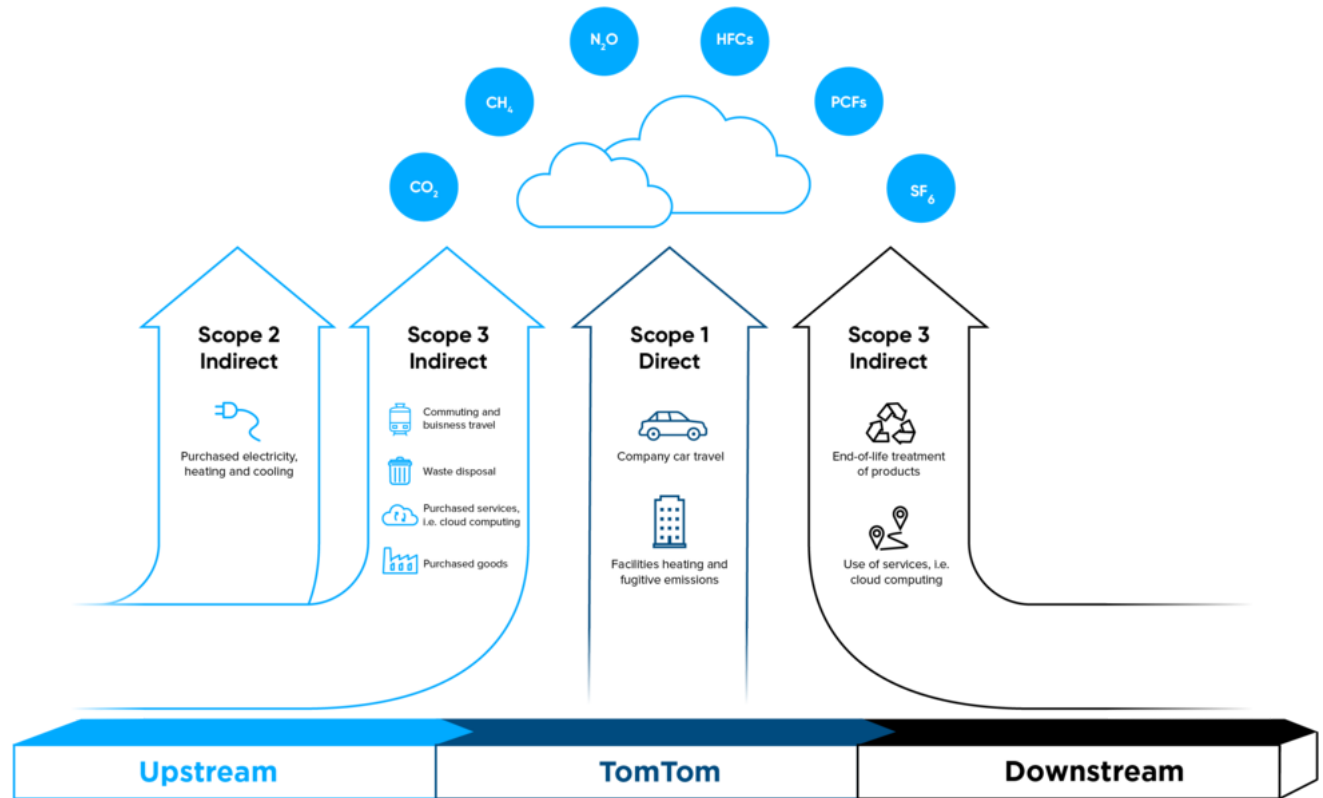 N₂O
HFCs
CH₄
PCFs
CO₂
SF₆
Scope 2
Indirect
Purchased electricity,
heating and cooling
Scope 3
Indirect
Commuting and
buisness travel
Waste disposal
Purchased services,
i.e. cloud computing
Purchased goods
Scope 1
Direct
Company car travel
Facilities heating and
fugitive emissions
Scope 3
Indirect
End-of-life treatment
of products
Use of services, i.e.
cloud computing
Upstream
TomTom
Downstream